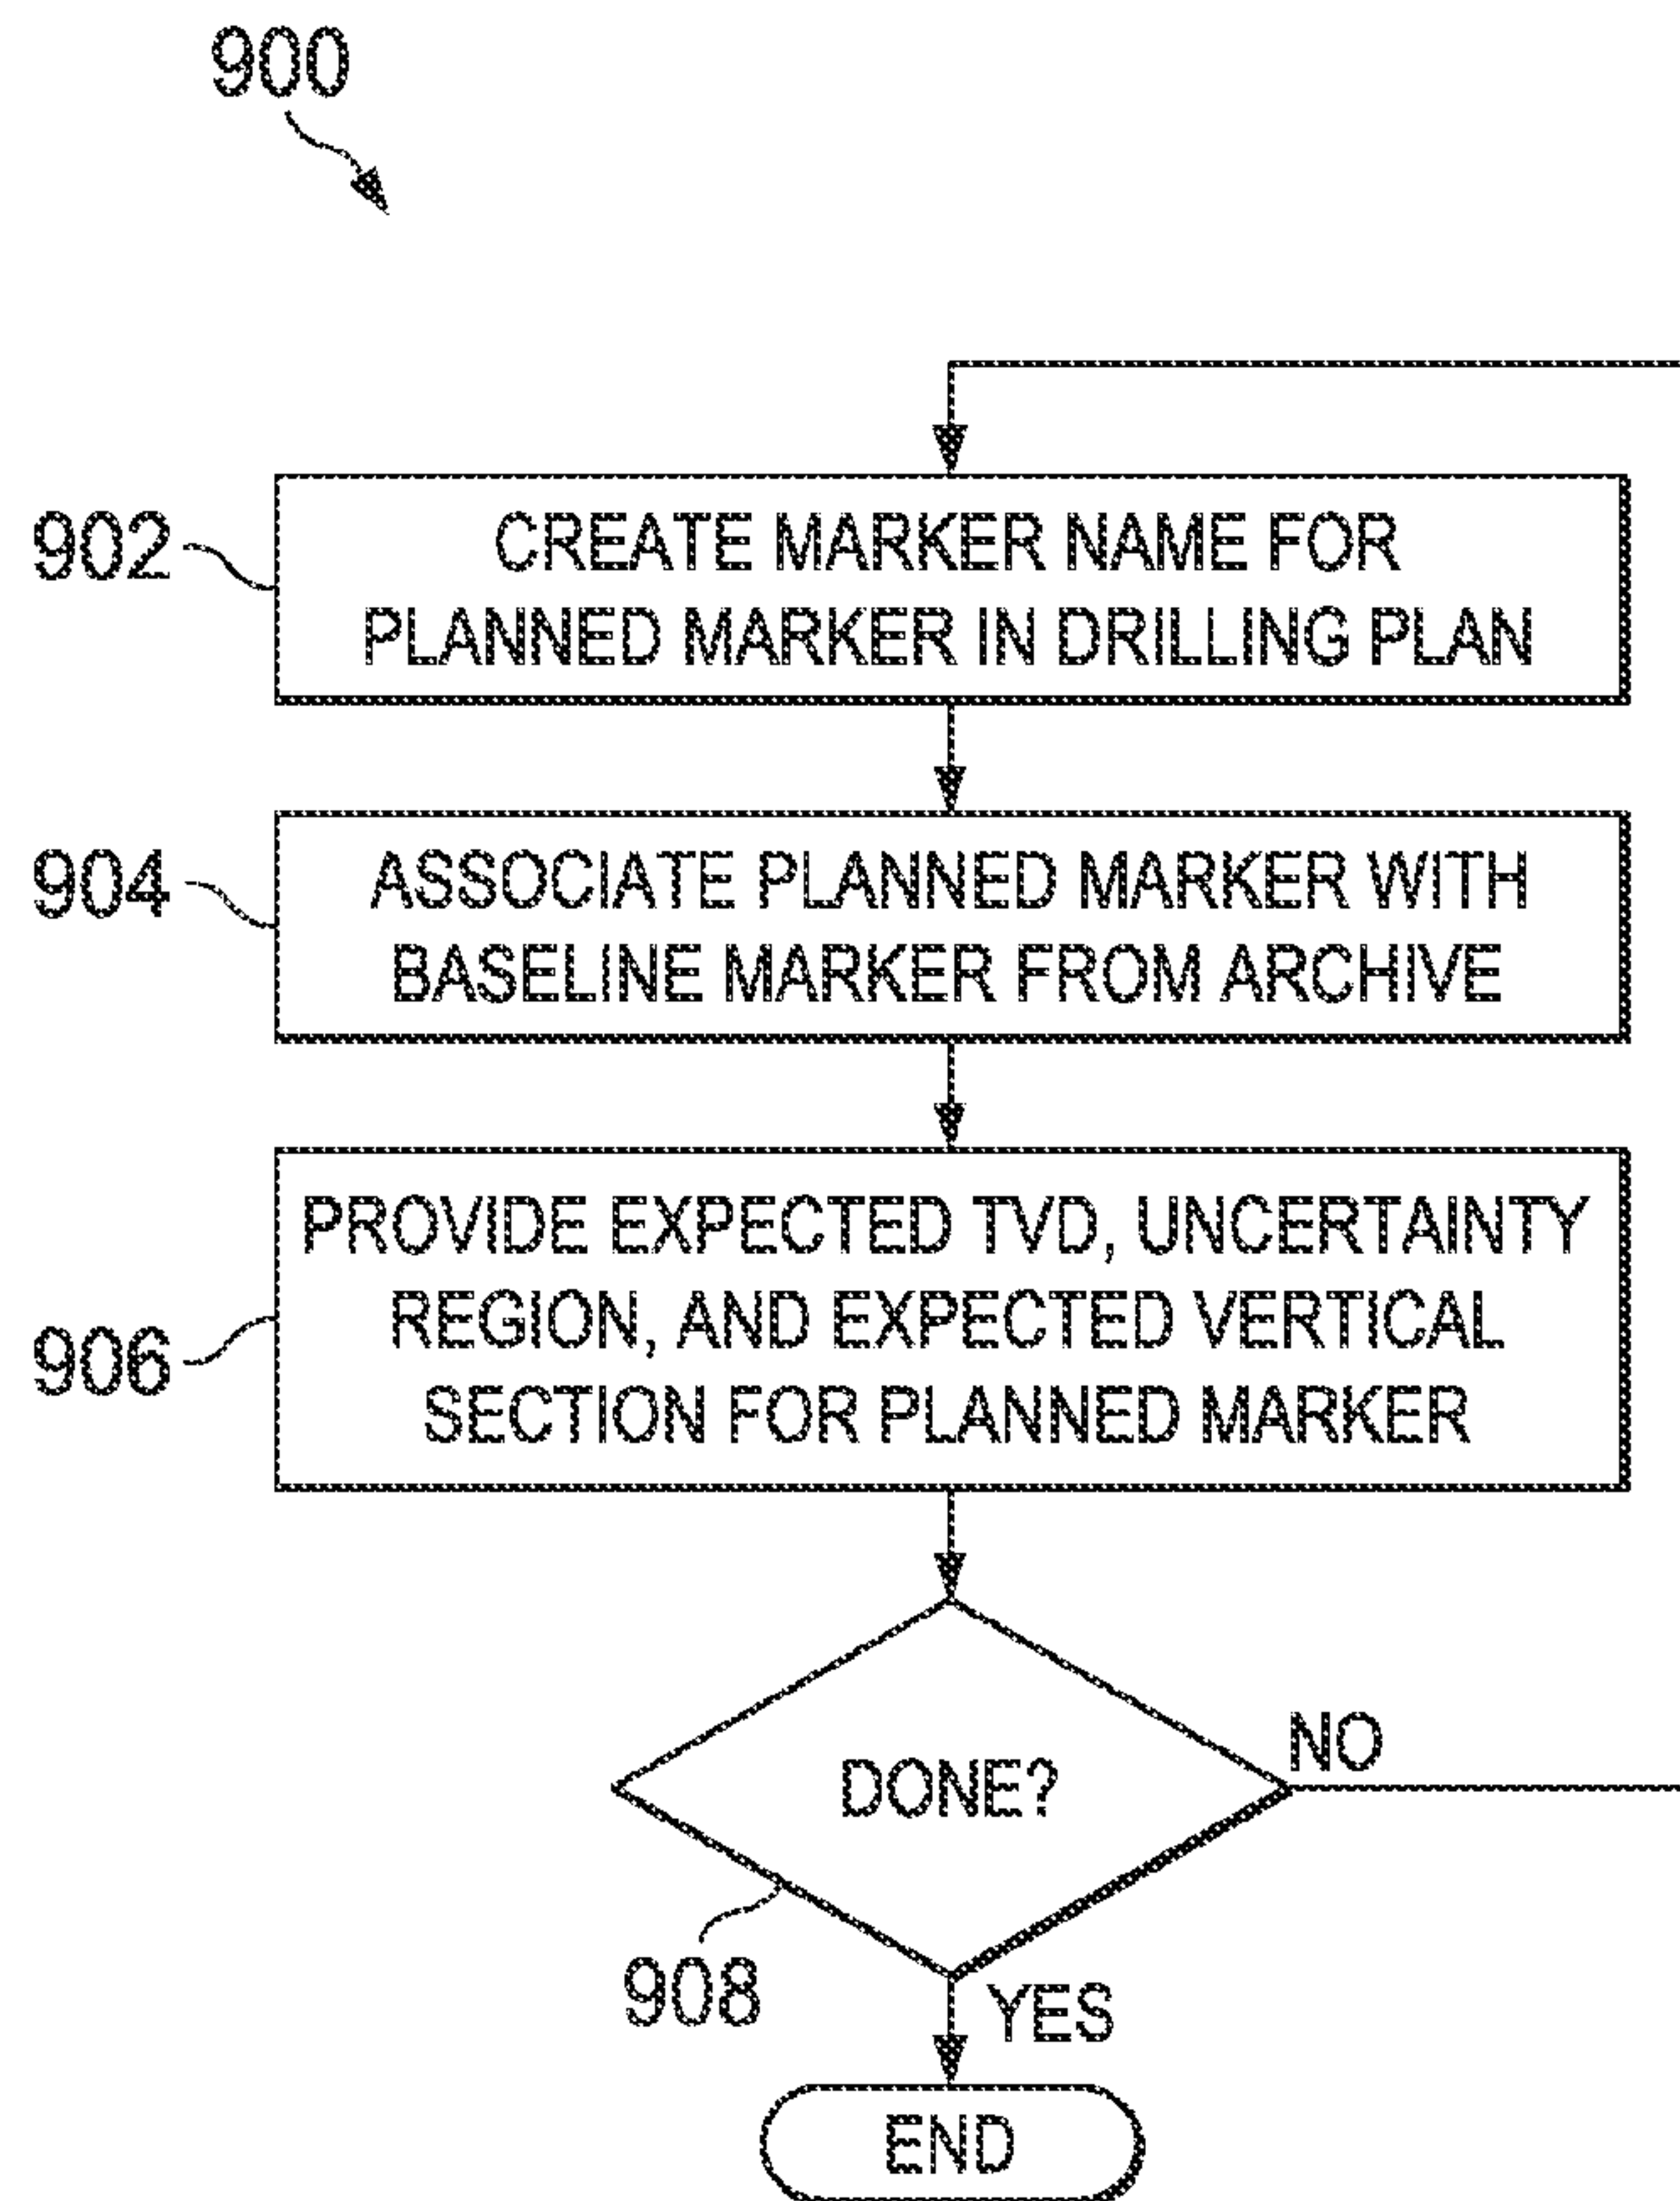 900
902
CREATE MARKER NAME FOR
PLANNED MARKER IN DRILLING PLAN
904
ASSOCIATE PLANNED MARKER WITH
BASELINE MARKER FROM ARCHIVE
906
PROVIDE EXPECTED TVD, UNCERTAINTY
REGION, AND EXPECTED VERTICAL
SECTION FOR PLANNED MARKER
DONE?
NO
908
YES
END